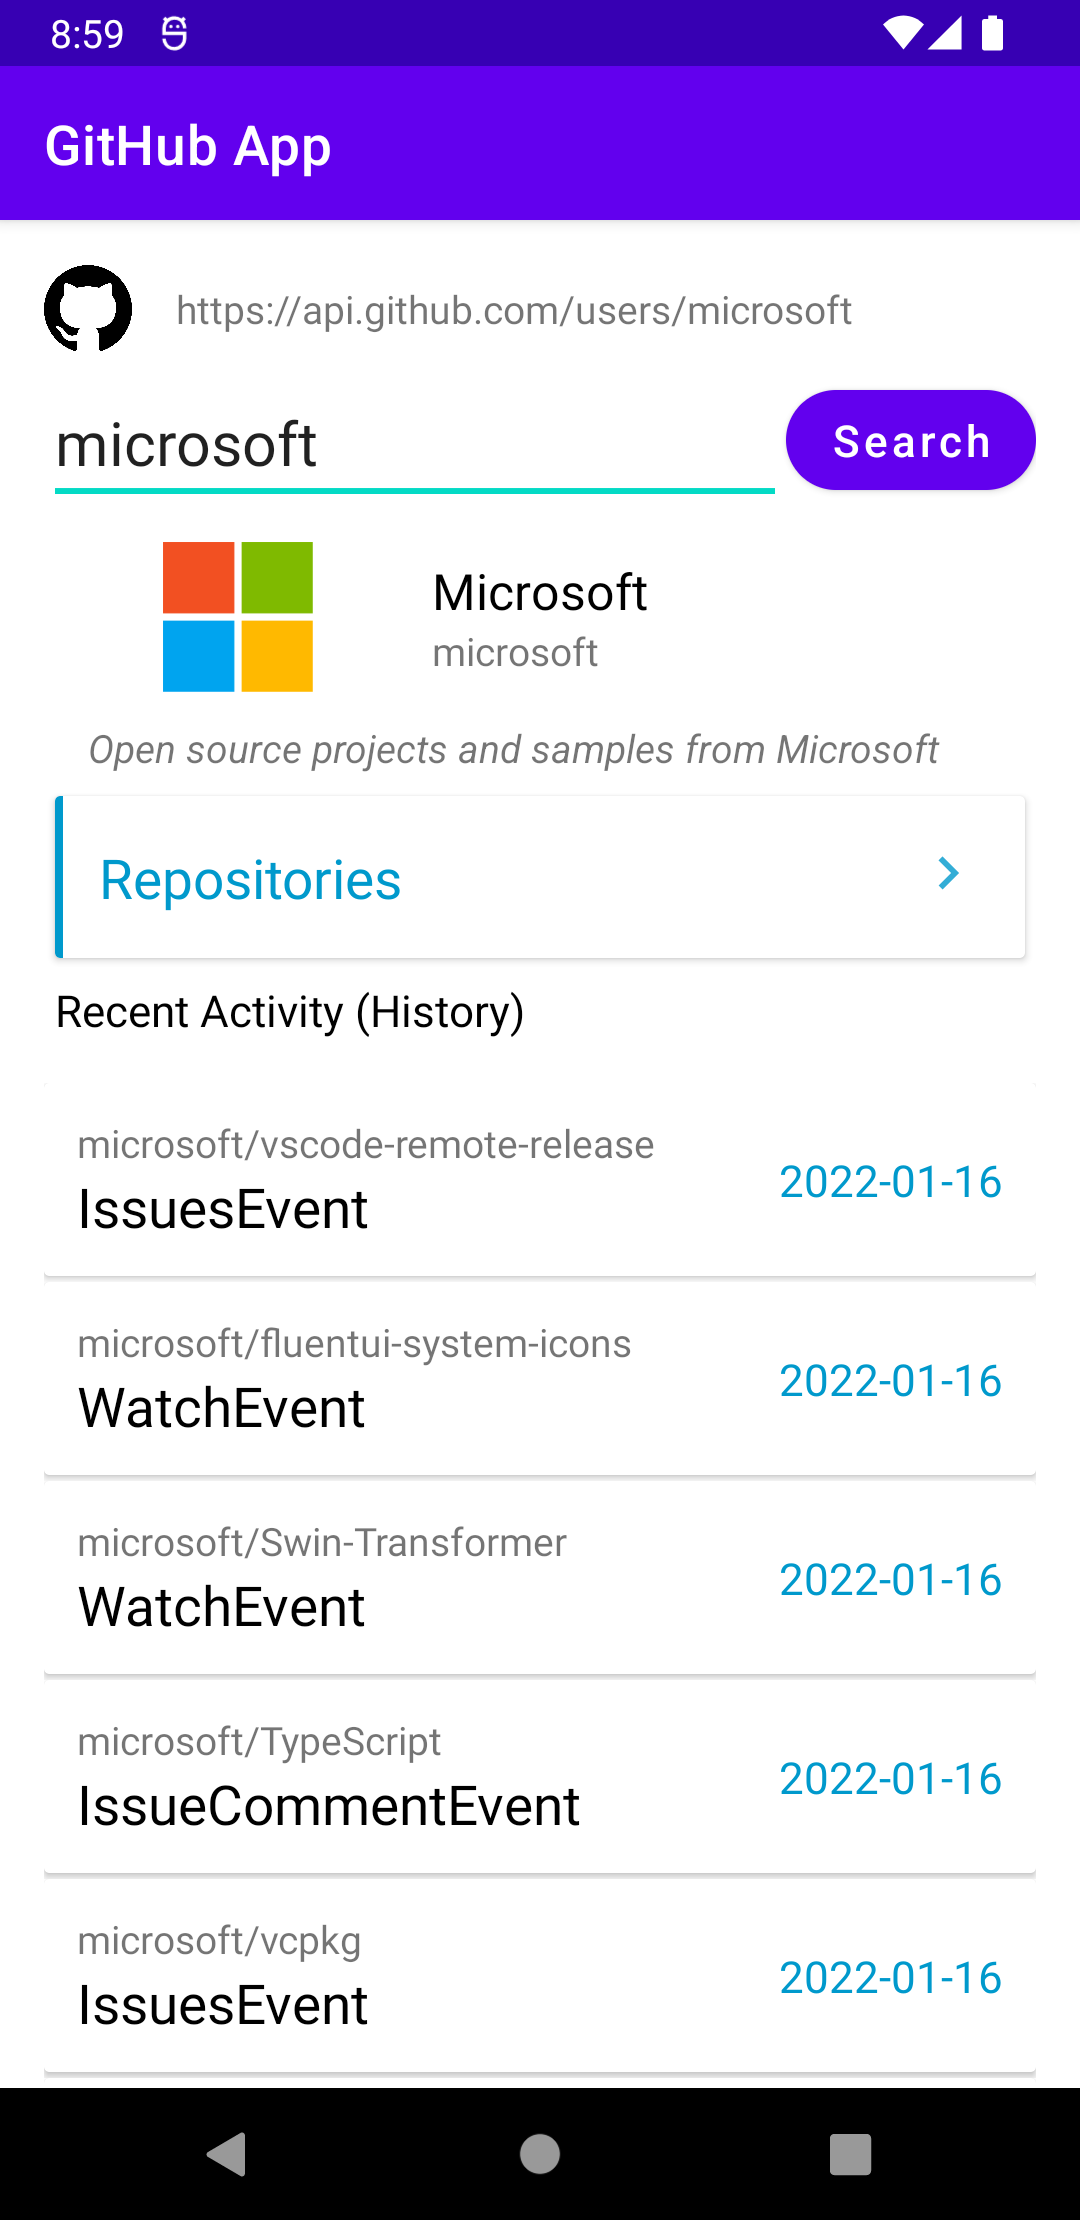 8:59
GitHub App
https://api.github.com/users/microsoft
microsoft
Search
Microsoft
microsoft
Open source projects and samples from Microsoft
Repositories
Recent Activity (History)
microsoft/vscode-remote-release
IssuesEvent
2022-01-16
microsoft/fluentui-system-icons
WatchEvent
2022-01-16
microsoft/Swin-Transformer
WatchEvent
2022-01-16
microsoft/TypeScript
IssueCommentEvent
2022-01-16
microsoft/vcpkg
IssuesEvent
2022-01-16